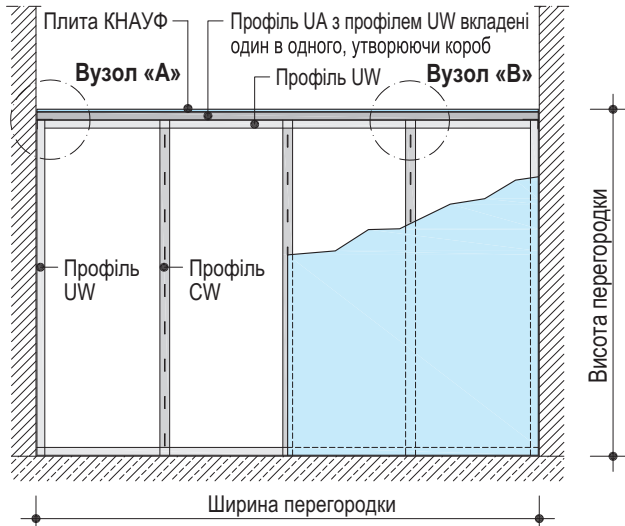 Плита КНАУФ
Профіль UA з профілем UW вкладені
один в одного, утворюючи короб
Вузол «А»
Профіль UW
Вузол «В»
Профіль
UW
Профіль
CW
Висота перегородки
Ширина перегородки